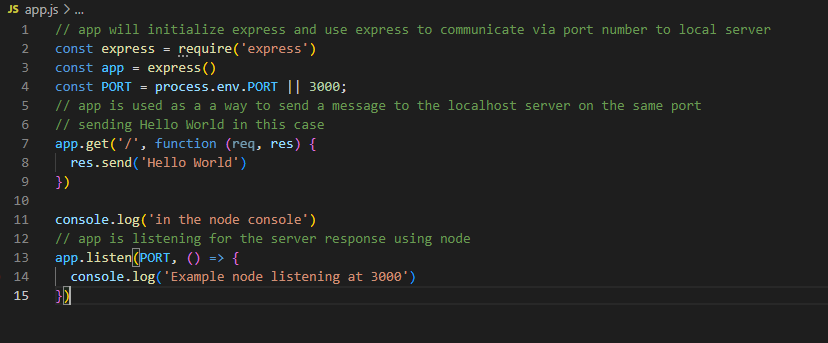 JS app.js > ...
1 // app will initialize express and use express to communicate via port number to local server
2 const express = require('express')
3 const app = express()
4 const PORT = process.env.PORT || 3000;
5 // app is used as a a way to send a message to the localhost server on the same port
6 // sending Hello World in this case
7 app.get('/', function (req, res) {
8   res.send('Hello World')
9 })
10
11 console.log('in the node console')
12 // app is listening for the server response using node
13 app.listen(PORT, () => {
14   console.log('Example node listening at 3000')
15 })